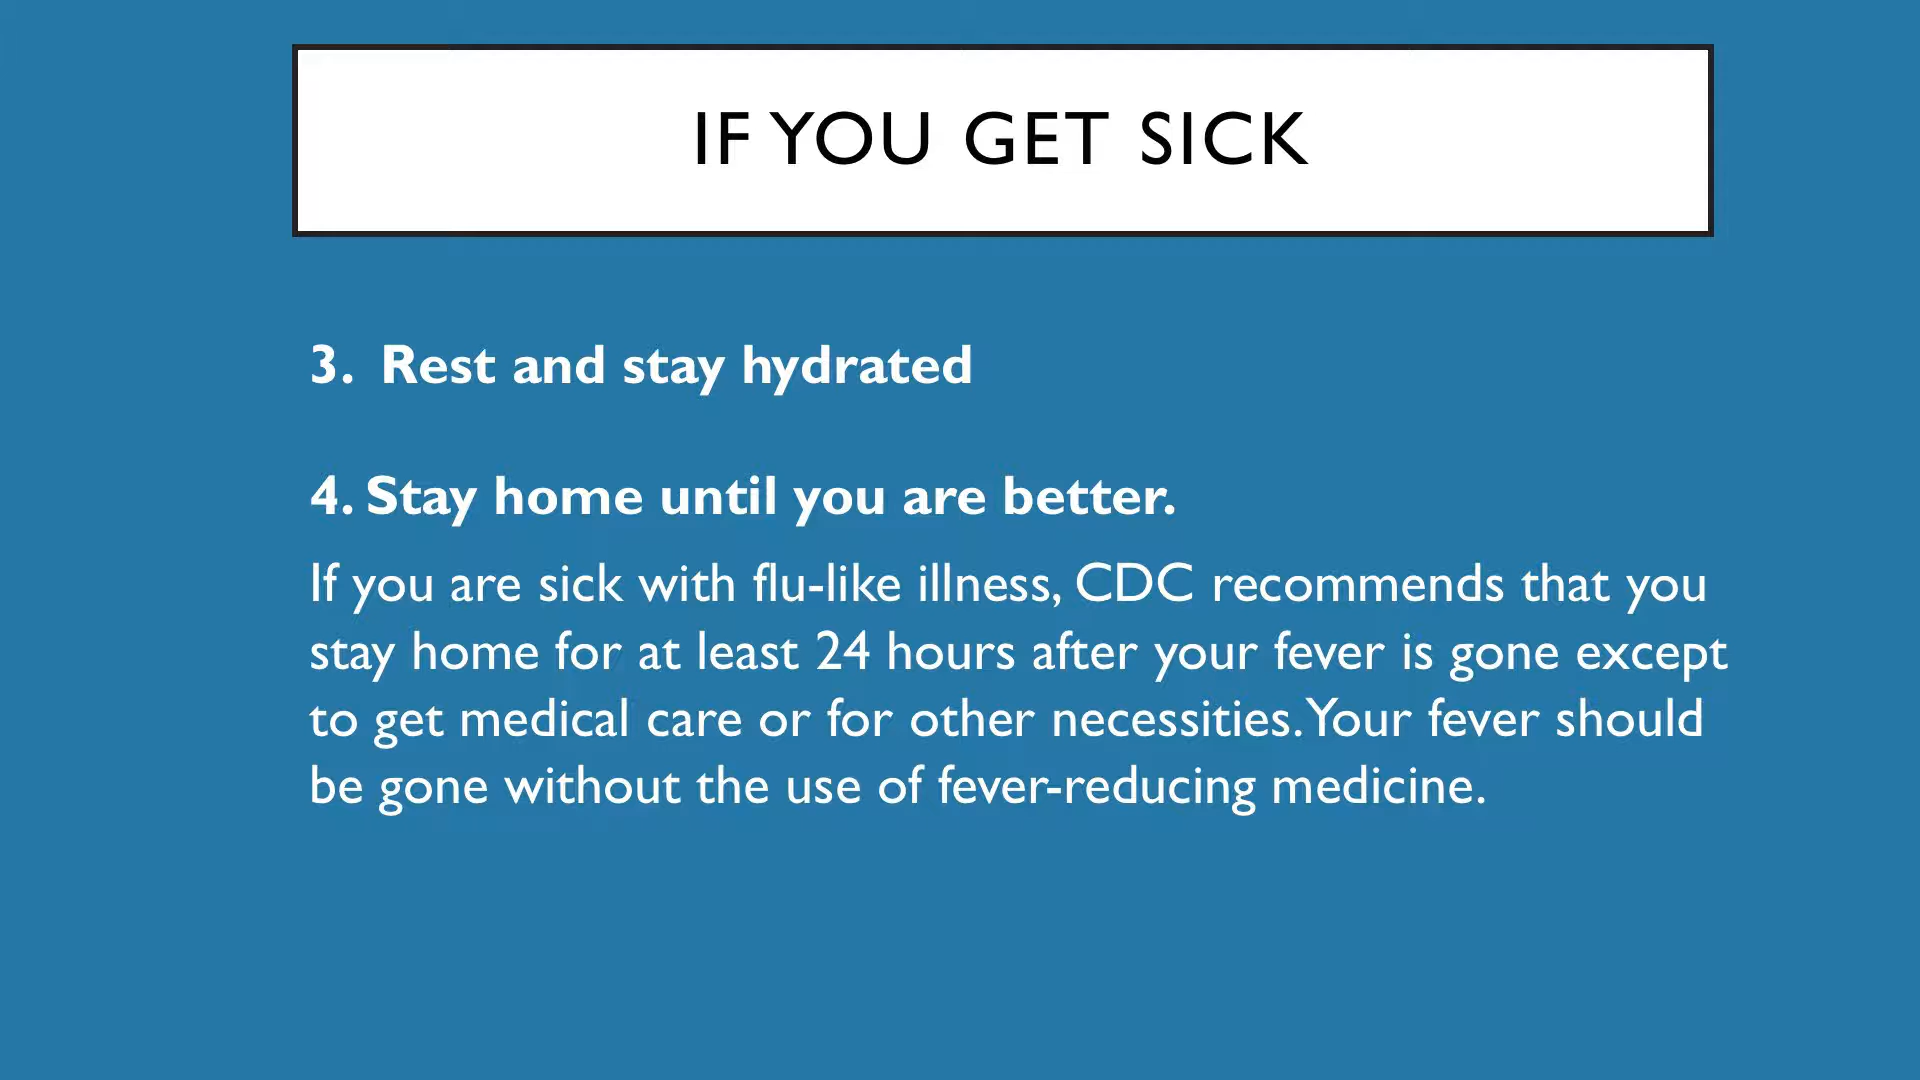 IF YOU GET SICK
3. Rest and stay hydrated
4. Stay home until you are better.
If you are sick with flu-like illness, CDC recommends that you
stay home for at least 24 hours after your fever is gone except
to get medical care or for other necessities. Your fever should
be gone without the use of fever-reducing medicine.